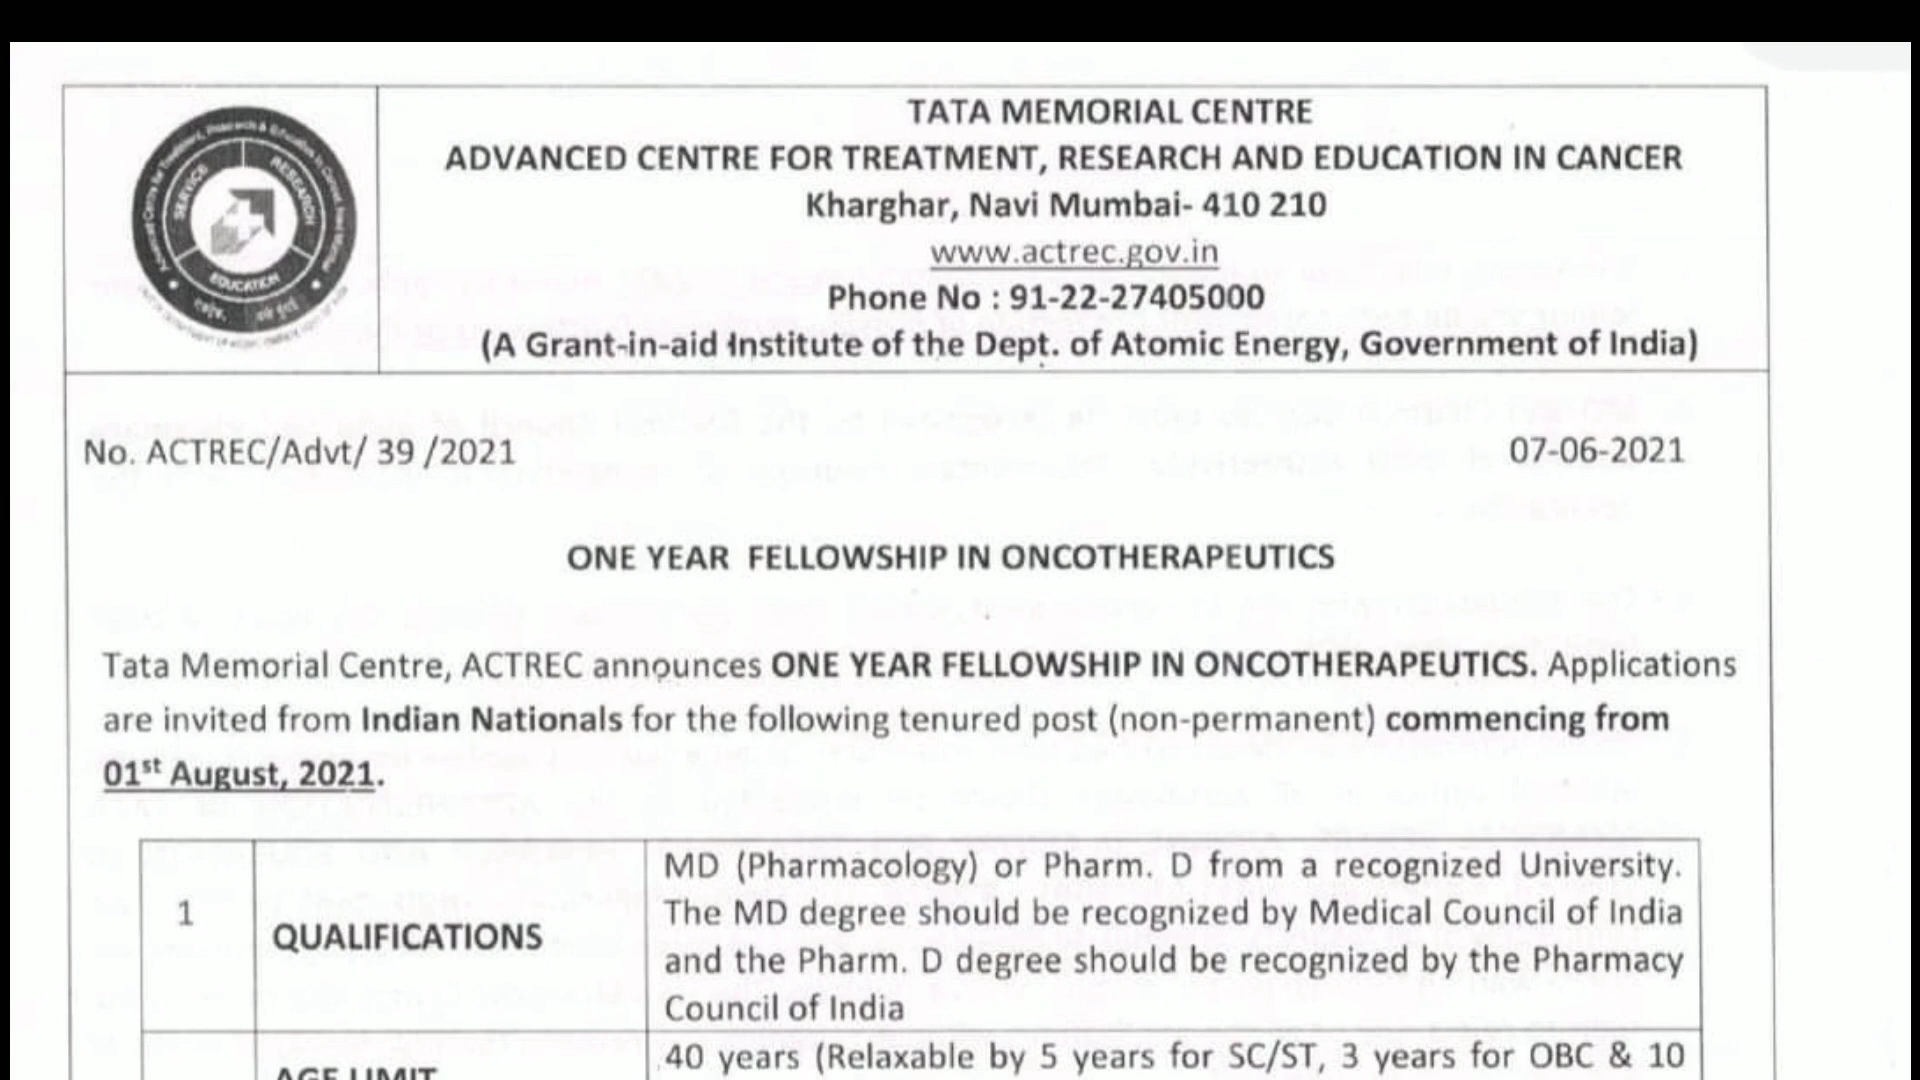 TATA MEMORIAL CENTRE
ADVANCED CENTRE FOR TREATMENT, RESEARCH AND EDUCATION IN CANCER
Kharghar, Navi Mumbai- 410 210
www.actrec.gov.in
Phone No : 91-22-27405000
(A Grant-in-aid Institute of the Dept. of Atomic Energy, Government of India)
SERVICE
RESEARCH
EDUCATION
No. ACTREC/Advt/ 39 /2021
07-06-2021
ONE YEAR FELLOWSHIP IN ONCOTHERAPEUTICS
Tata Memorial Centre, ACTREC announces ONE YEAR FELLOWSHIP IN ONCOTHERAPEUTICS. Applications
are invited from Indian Nationals for the following tenured post (non-permanent) commencing from
01st August, 2021.
1
QUALIFICATIONS
MD (Pharmacology) or Pharm. D from a recognized University.
The MD degree should be recognized by Medical Council of India
and the Pharm. D degree should be recognized by the Pharmacy
Council of India
AGE LIMIT
40 years (Relaxable by 5 years for SC/ST, 3 years for OBC & 10